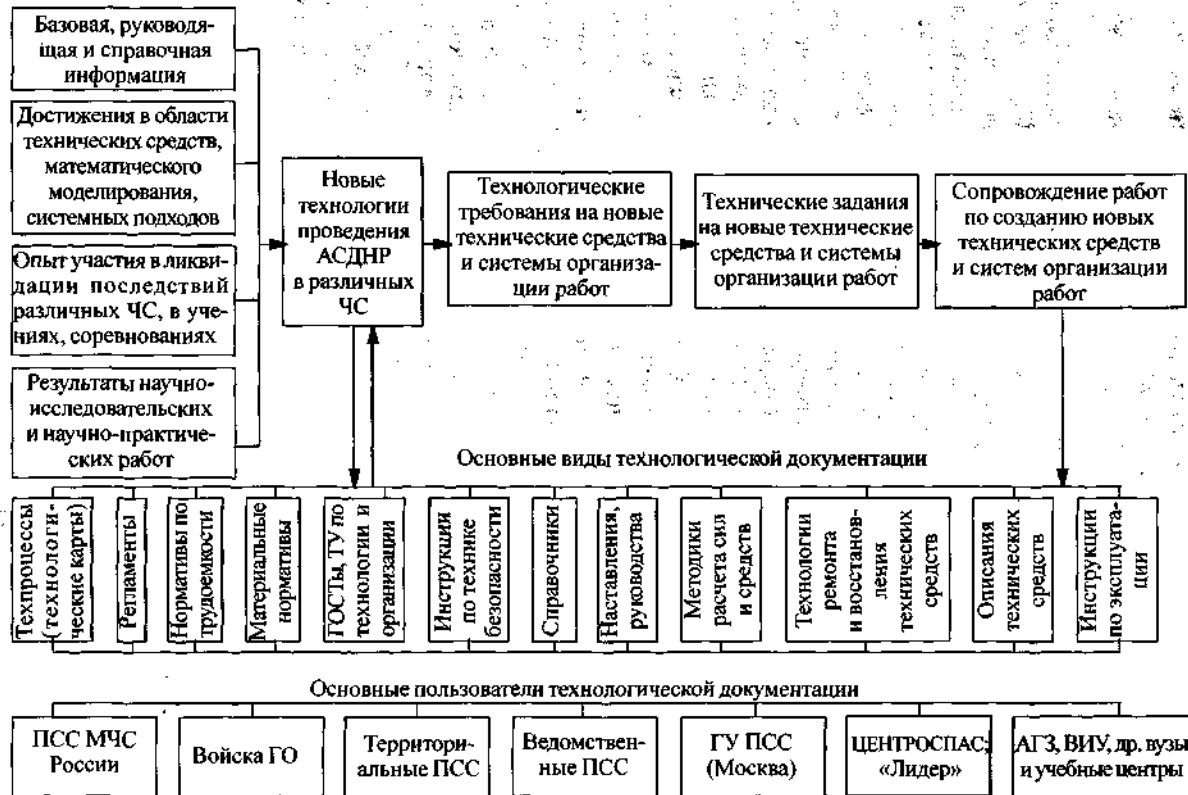 Базовая, руководя-
щая и справочная
информация
Достижения в области
технических средств,
математического
моделирования,
системных подходов
Опыт участия в ликви-
дации последствий
различных ЧС, в уче-
ниях, соревнованиях
Результаты научно-
исследовательских
и научно-практиче-
ских работ
Новые
технологии
проведения
АСДНР
в различных
ЧС
Технологические
требования на новые
технические средства
и системы организа-
ции работ
Технические задания
на новые технические
средства и системы
организации работ
Сопровождение работ
по созданию новых
технических средств
и систем организации
работ
Основные виды технологической документации
Техпроцессы
(технологи-
ческие карты)
Регламенты
Нормативы по
трудоемкости
Материальные
нормативы
ГОСТы, ТУ по
технологии и
организации
Инструкции
по технике
безопасности
Справочники
Наставления,
руководства
Методики
расчета сил
и средств
Технологии
ремонта
и восстанов-
ления
технических
средств
Описания
технических
средств
Инструкции
по эксплуата-
ции
Основные пользователи технологической документации
ПСС МЧС
России
Войска ГО
Территори-
альные ПСС
Ведомствен-
ные ПСС
ГУ ПСС
(Москва)
ЦЕНТРОСПАС;
«Лидер»
АГЗ, ВИУ, др. вузы
и учебные центры